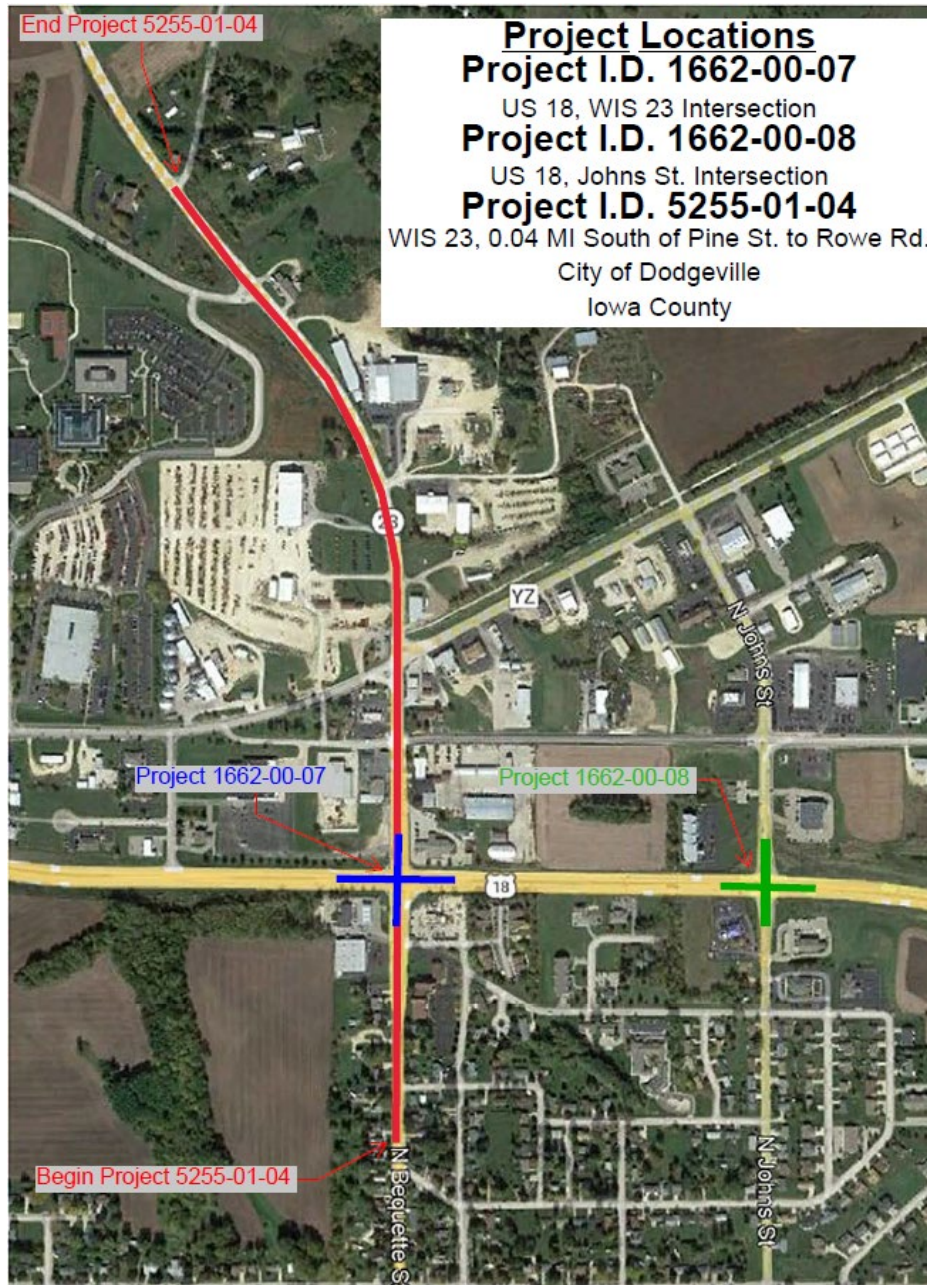 End Project 5255-01-04
Project Locations
Project I.D. 1662-00-07
US 18, WIS 23 Intersection
Project I.D. 1662-00-08
US 18, Johns St. Intersection
Project I.D. 5255-01-04
WIS 23, 0.04 MI South of Pine St. to Rowe Rd.
City of Dodgeville
Iowa County
23
YZ
N Johns St
Project 1662-00-07
Project 1662-00-08
18
Begin Project 5255-01-04
N Bequette S
N Johns St